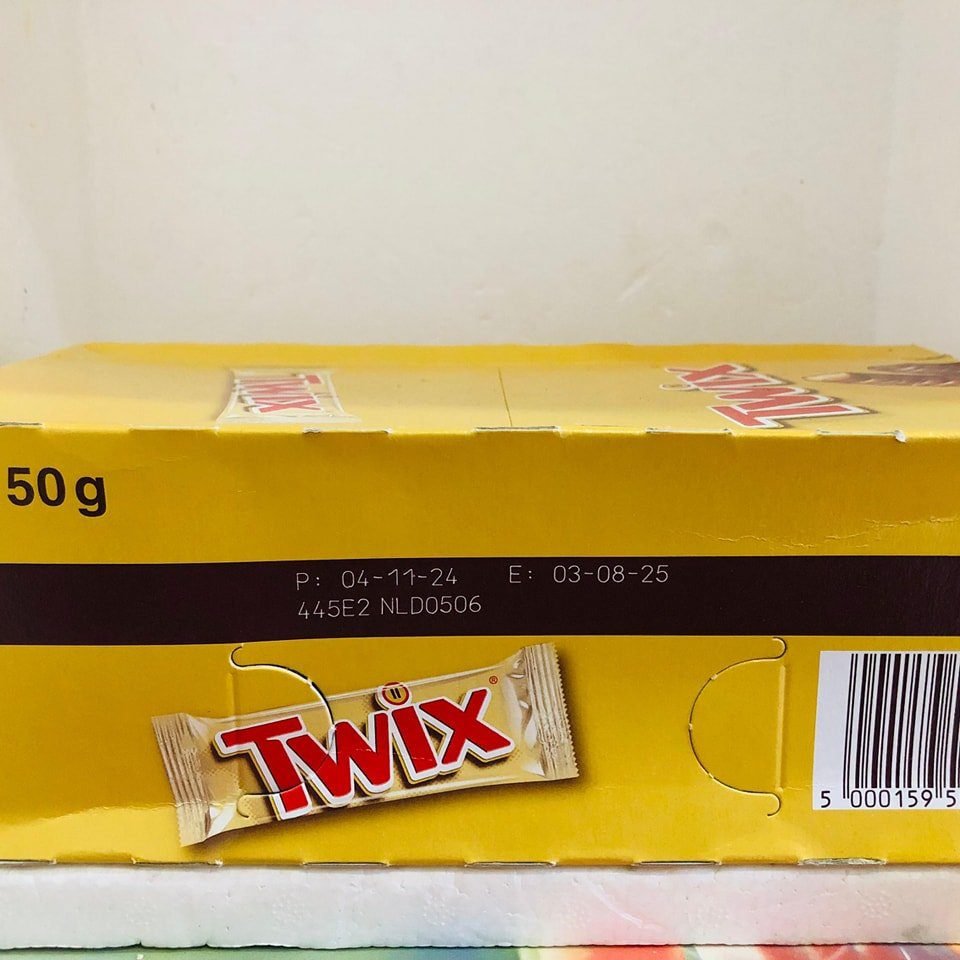 TWIX
TWIX
50g
P: 04-11-24 E: 03-08-25
445E2 NLD0506
TWIX®
5 000159 5